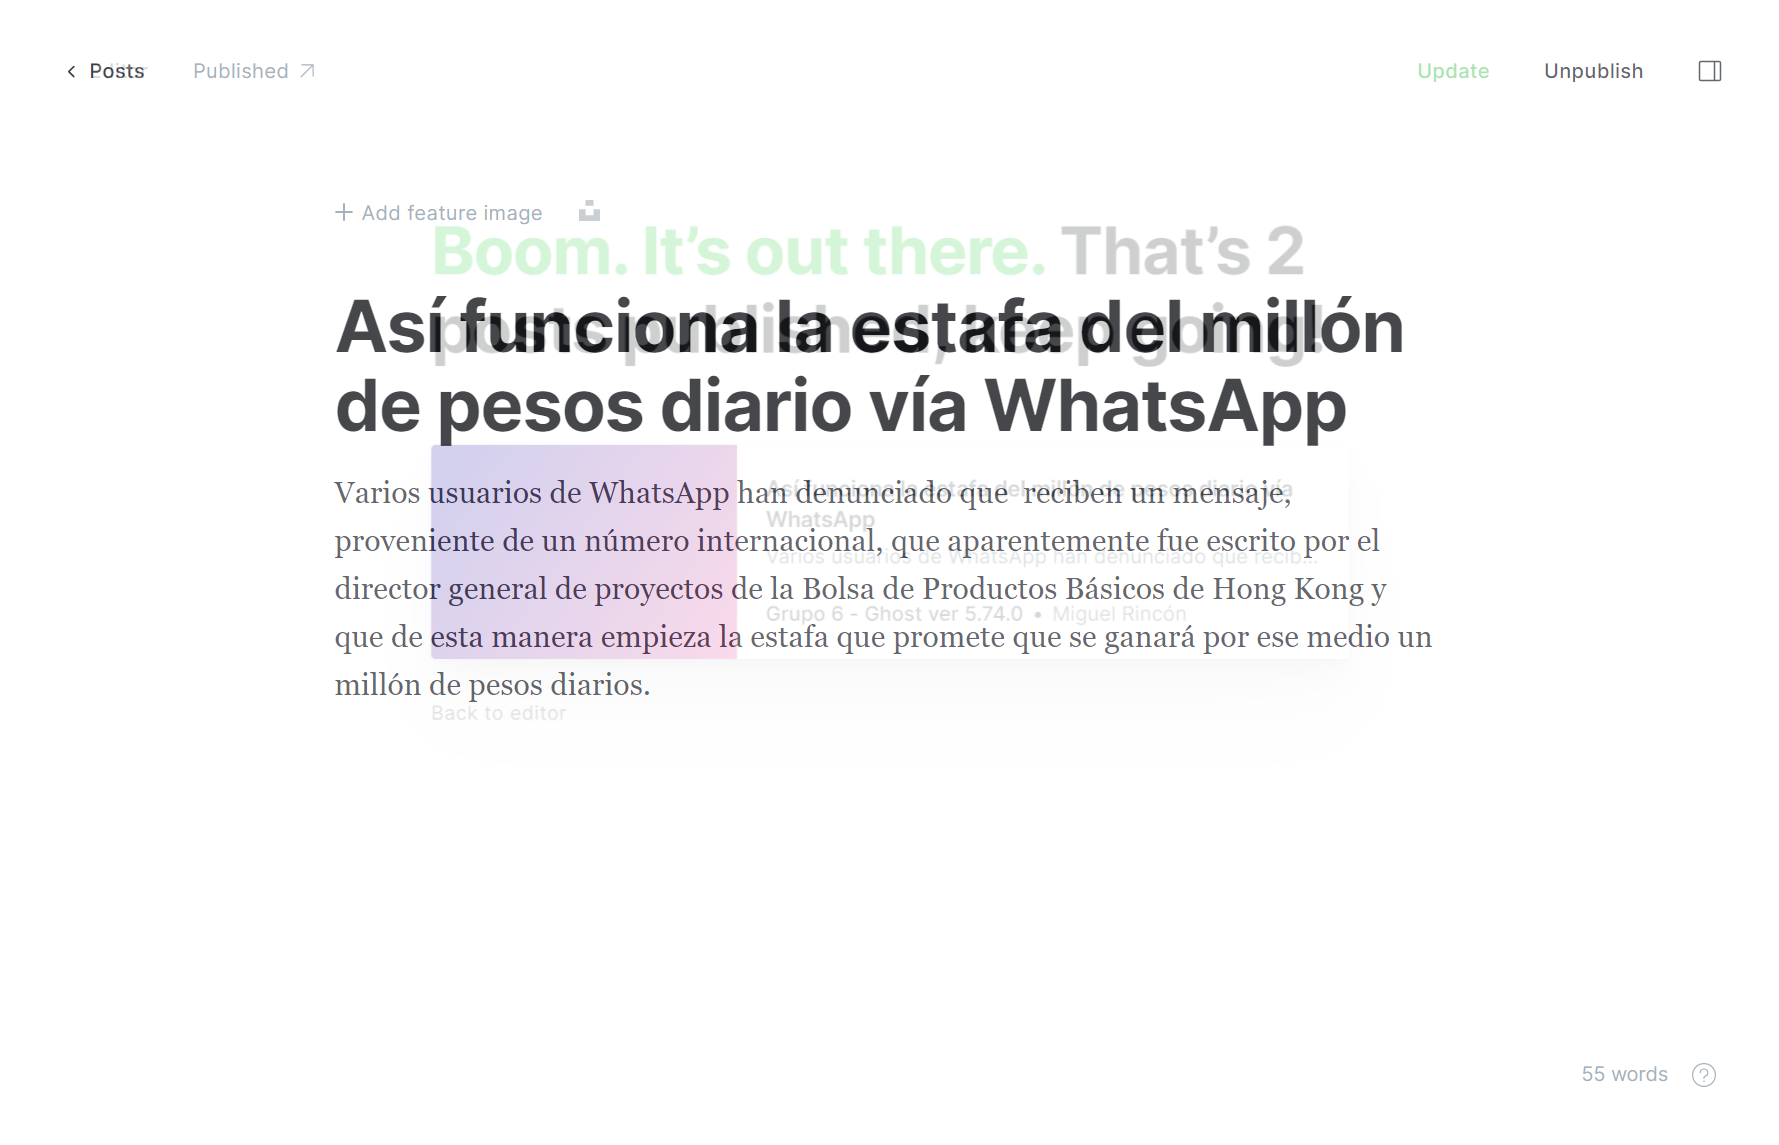 Posts
Editor
Published
Update
Unpublish
Add feature image
Boom. It's out there. That's 2
posts published, keep going!
Así funciona la estafa del millón
de pesos diario vía WhatsApp
Varios usuarios de WhatsApp han denunciado que  reciben un mensaje,
proveniente de un número internacional, que aparentemente fue escrito por el
director general de proyectos de la Bolsa de Productos Básicos de Hong Kong y
que de esta manera empieza la estafa que promete que se ganará por ese medio un
millón de pesos diarios.
Así funciona la estafa del millón de pesos diario vía
WhatsApp
Varios usuarios de WhatsApp han denunciado que recib...
Grupo 6 - Ghost ver 5.74.0 • Miguel Rincón
Back to editor
55 words